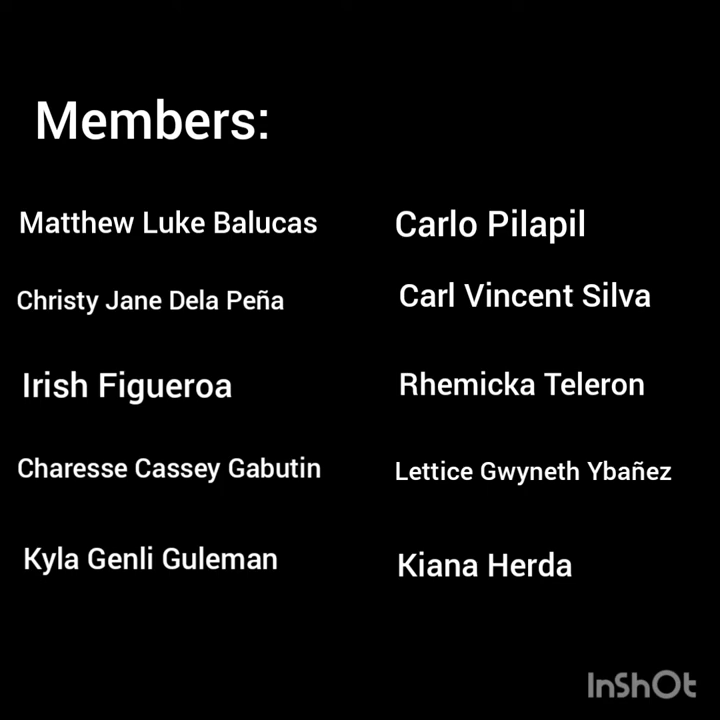 Members:
Matthew Luke Balucas
Christy Jane Dela Peña
Irish Figueroa
Charesse Cassey Gabutin
Kyla Genli Guleman
Carlo Pilapil
Carl Vincent Silva
Rhemicka Teleron
Lettice Gwyneth Ybañez
Kiana Herda
InShOt